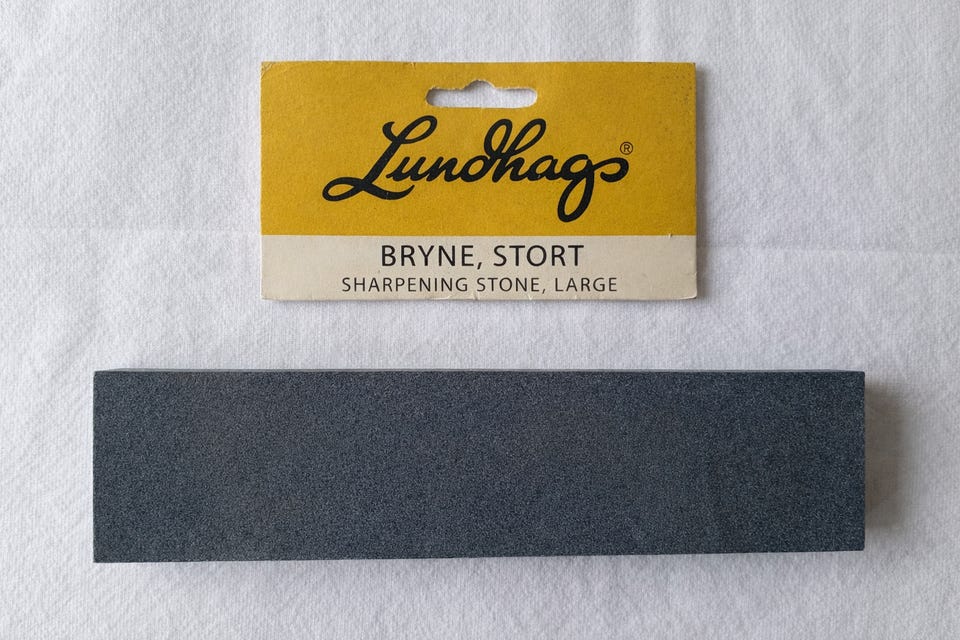 Lundhags®
BRYNE, STORT
SHARPENING STONE, LARGE